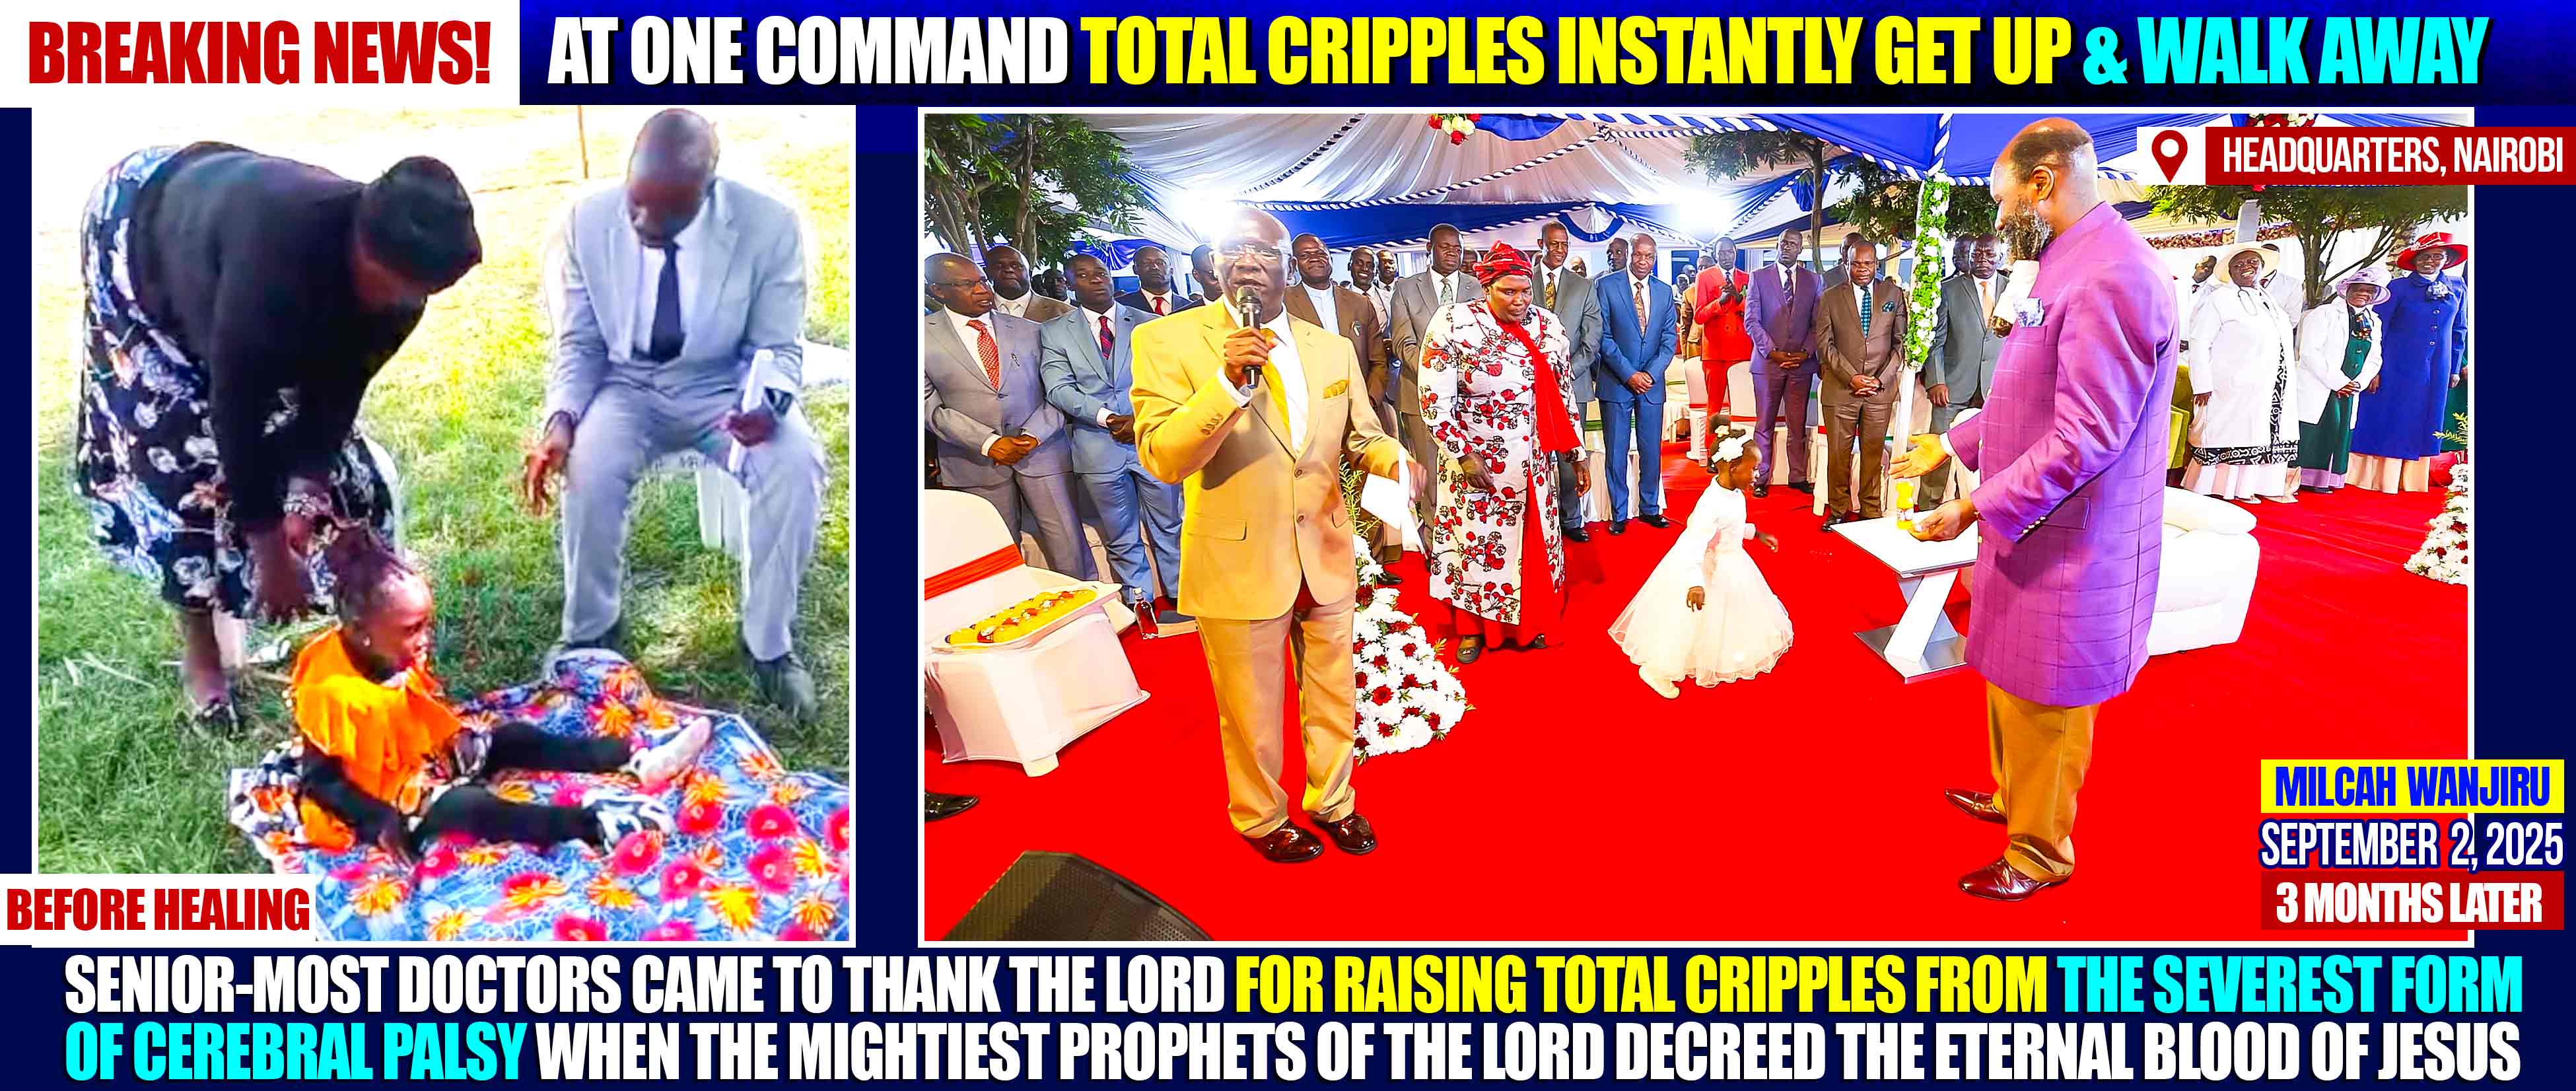 BREAKING NEWS!
AT ONE COMMAND TOTAL CRIPPLES INSTANTLY GET UP & WALK AWAY
HEADQUARTERS, NAIROBI
MILCAH WANJIRU
SEPTEMBER 2, 2025
3 MONTHS LATER
BEFORE HEALING
SENIOR-MOST DOCTORS CAME TO THANK THE LORD FOR RAISING TOTAL CRIPPLES FROM THE SEVEREST FORM
OF CEREBRAL PALSY WHEN THE MIGHTIEST PROPHETS OF THE LORD DECREED THE ETERNAL BLOOD OF JESUS